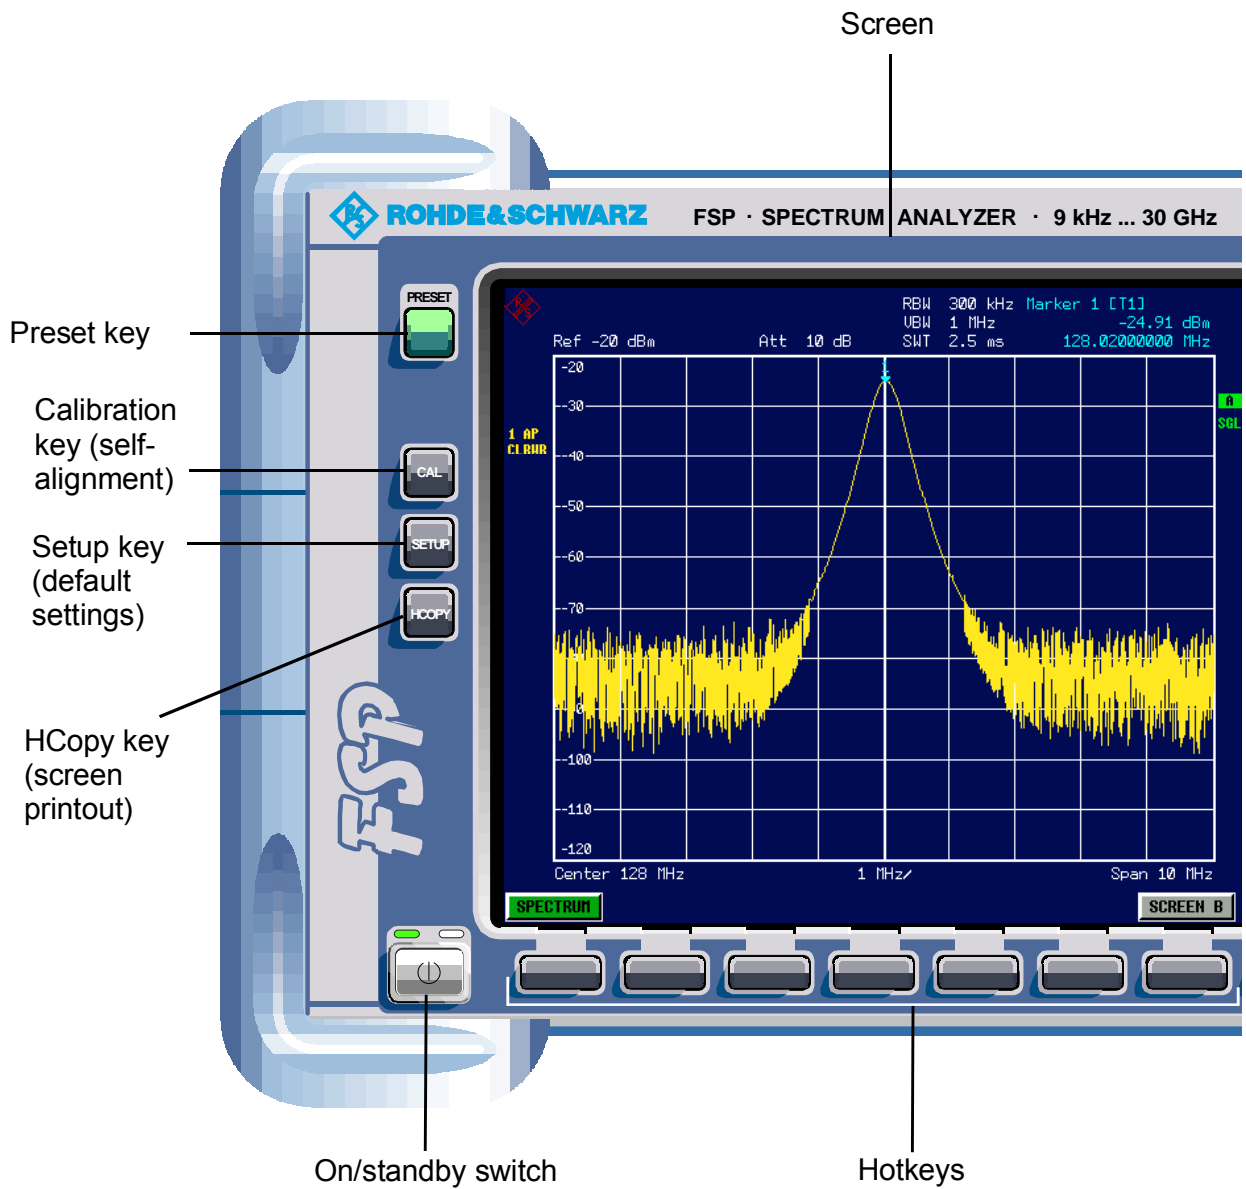 Screen
ROHDE&SCHWARZ FSP · SPECTRUM ANALYZER · 9 kHz ... 30 GHz
PRESET
Preset key
RBW 300 kHz Marker 1 [T1]
VBW 1 MHz -24.91 dBm
Ref -20 dBm Att 10 dB SWT 2.5 ms 128.02000000 MHz
1
-20
A
-30
SGL
1 AP
CLRWR
-40
-50
-60
-70
-100
-110
-120
Center 128 MHz 1 MHz/ Span 10 MHz
SPECTRUM SCREEN B
Calibration
key (self-
alignment)
CAL
Setup key
(default
settings)
SETUP
HCOPY
HCopy key
(screen
printout)
FSP
On/standby switch
Hotkeys